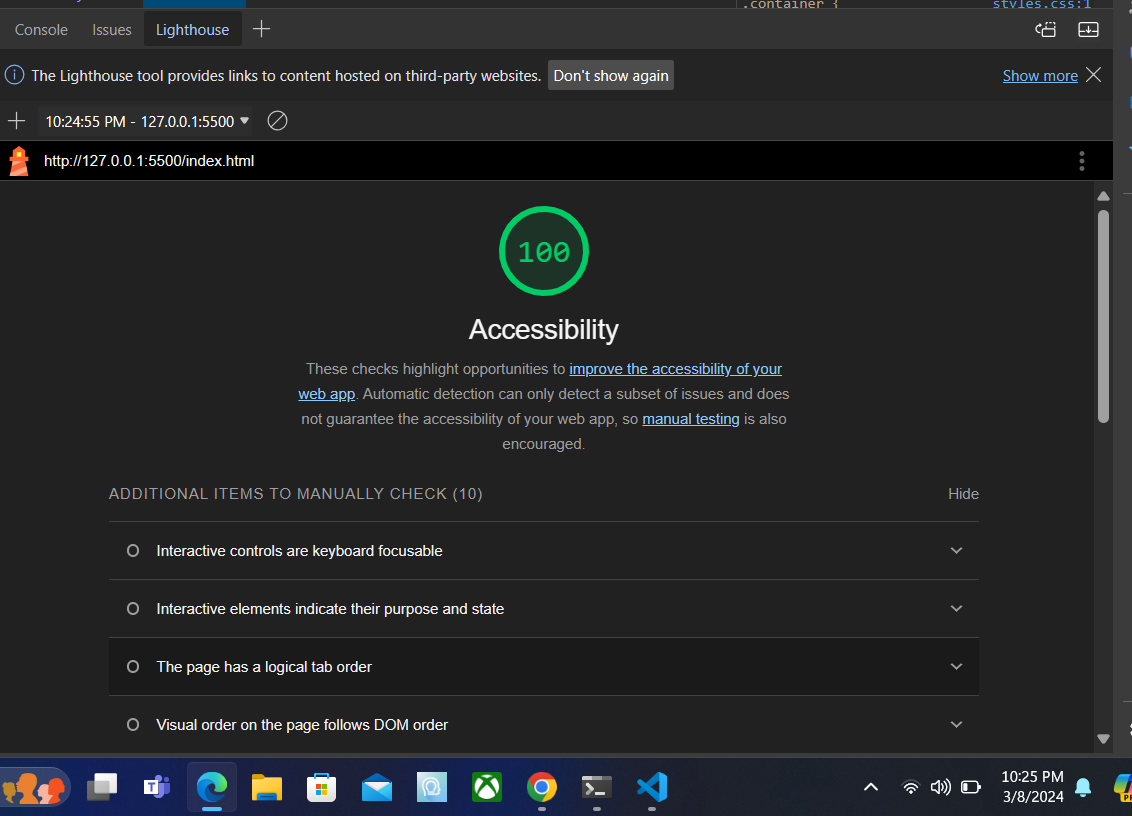 .container {
styles.css:1
Console Issues Lighthouse
The Lighthouse tool provides links to content hosted on third-party websites. Don't show again Show more
10:24:55 PM - 127.0.0.1:5500
http://127.0.0.1:5500/index.html
100
Accessibility
These checks highlight opportunities to improve the accessibility of your
web app. Automatic detection can only detect a subset of issues and does
not guarantee the accessibility of your web app, so manual testing is also
encouraged.
ADDITIONAL ITEMS TO MANUALLY CHECK (10) Hide
Interactive controls are keyboard focusable
Interactive elements indicate their purpose and state
The page has a logical tab order
Visual order on the page follows DOM order
10:25 PM
3/8/2024